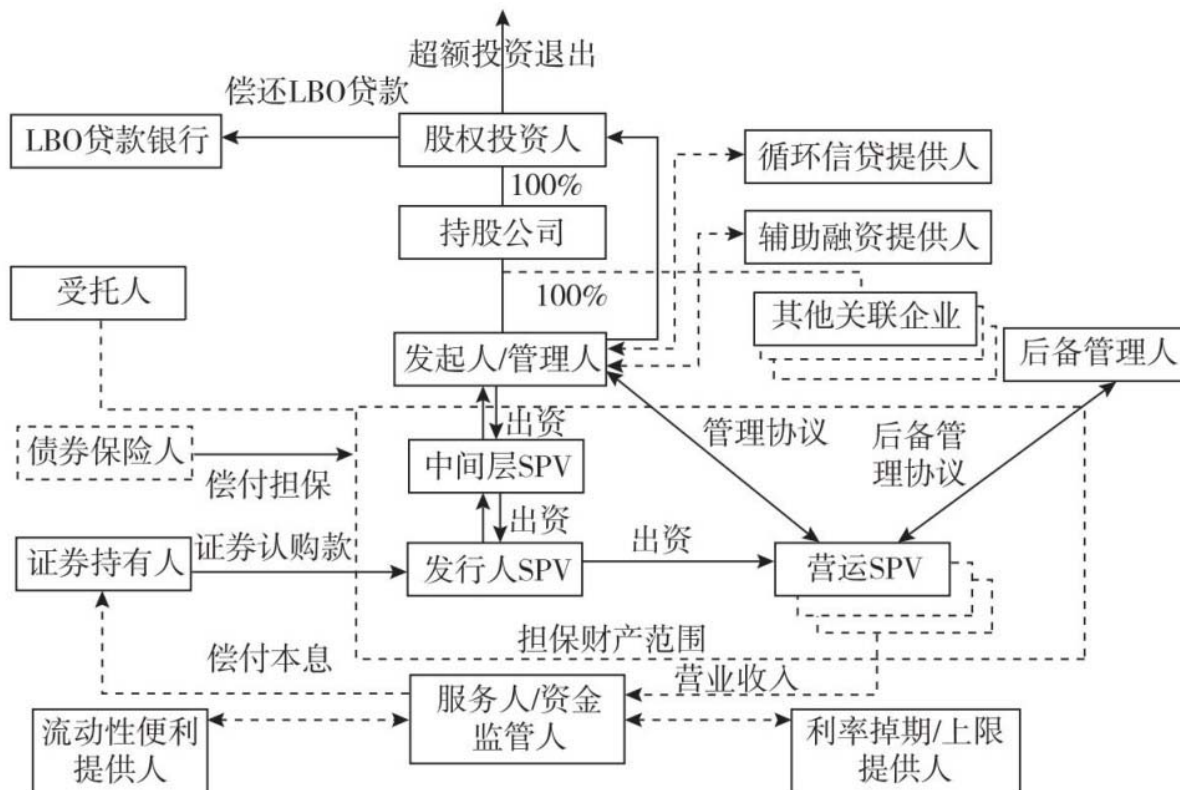 超额投资退出
偿还LBO贷款
LBO贷款银行
股权投资人
循环信贷提供人
100%
持股公司
辅助融资提供人
受托人
100%
其他关联企业
发起人/管理人
后备管理人
出资
管理协议
后备管
理协议
债券保险人
偿付担保
中间层SPV
出资
证券持有人
证券认购款
发行人SPV
出资
营运SPV
担保财产范围
偿付本息
营业收入
服务人/资金
监管人
流动性便利
提供人
利率掉期/上限
提供人